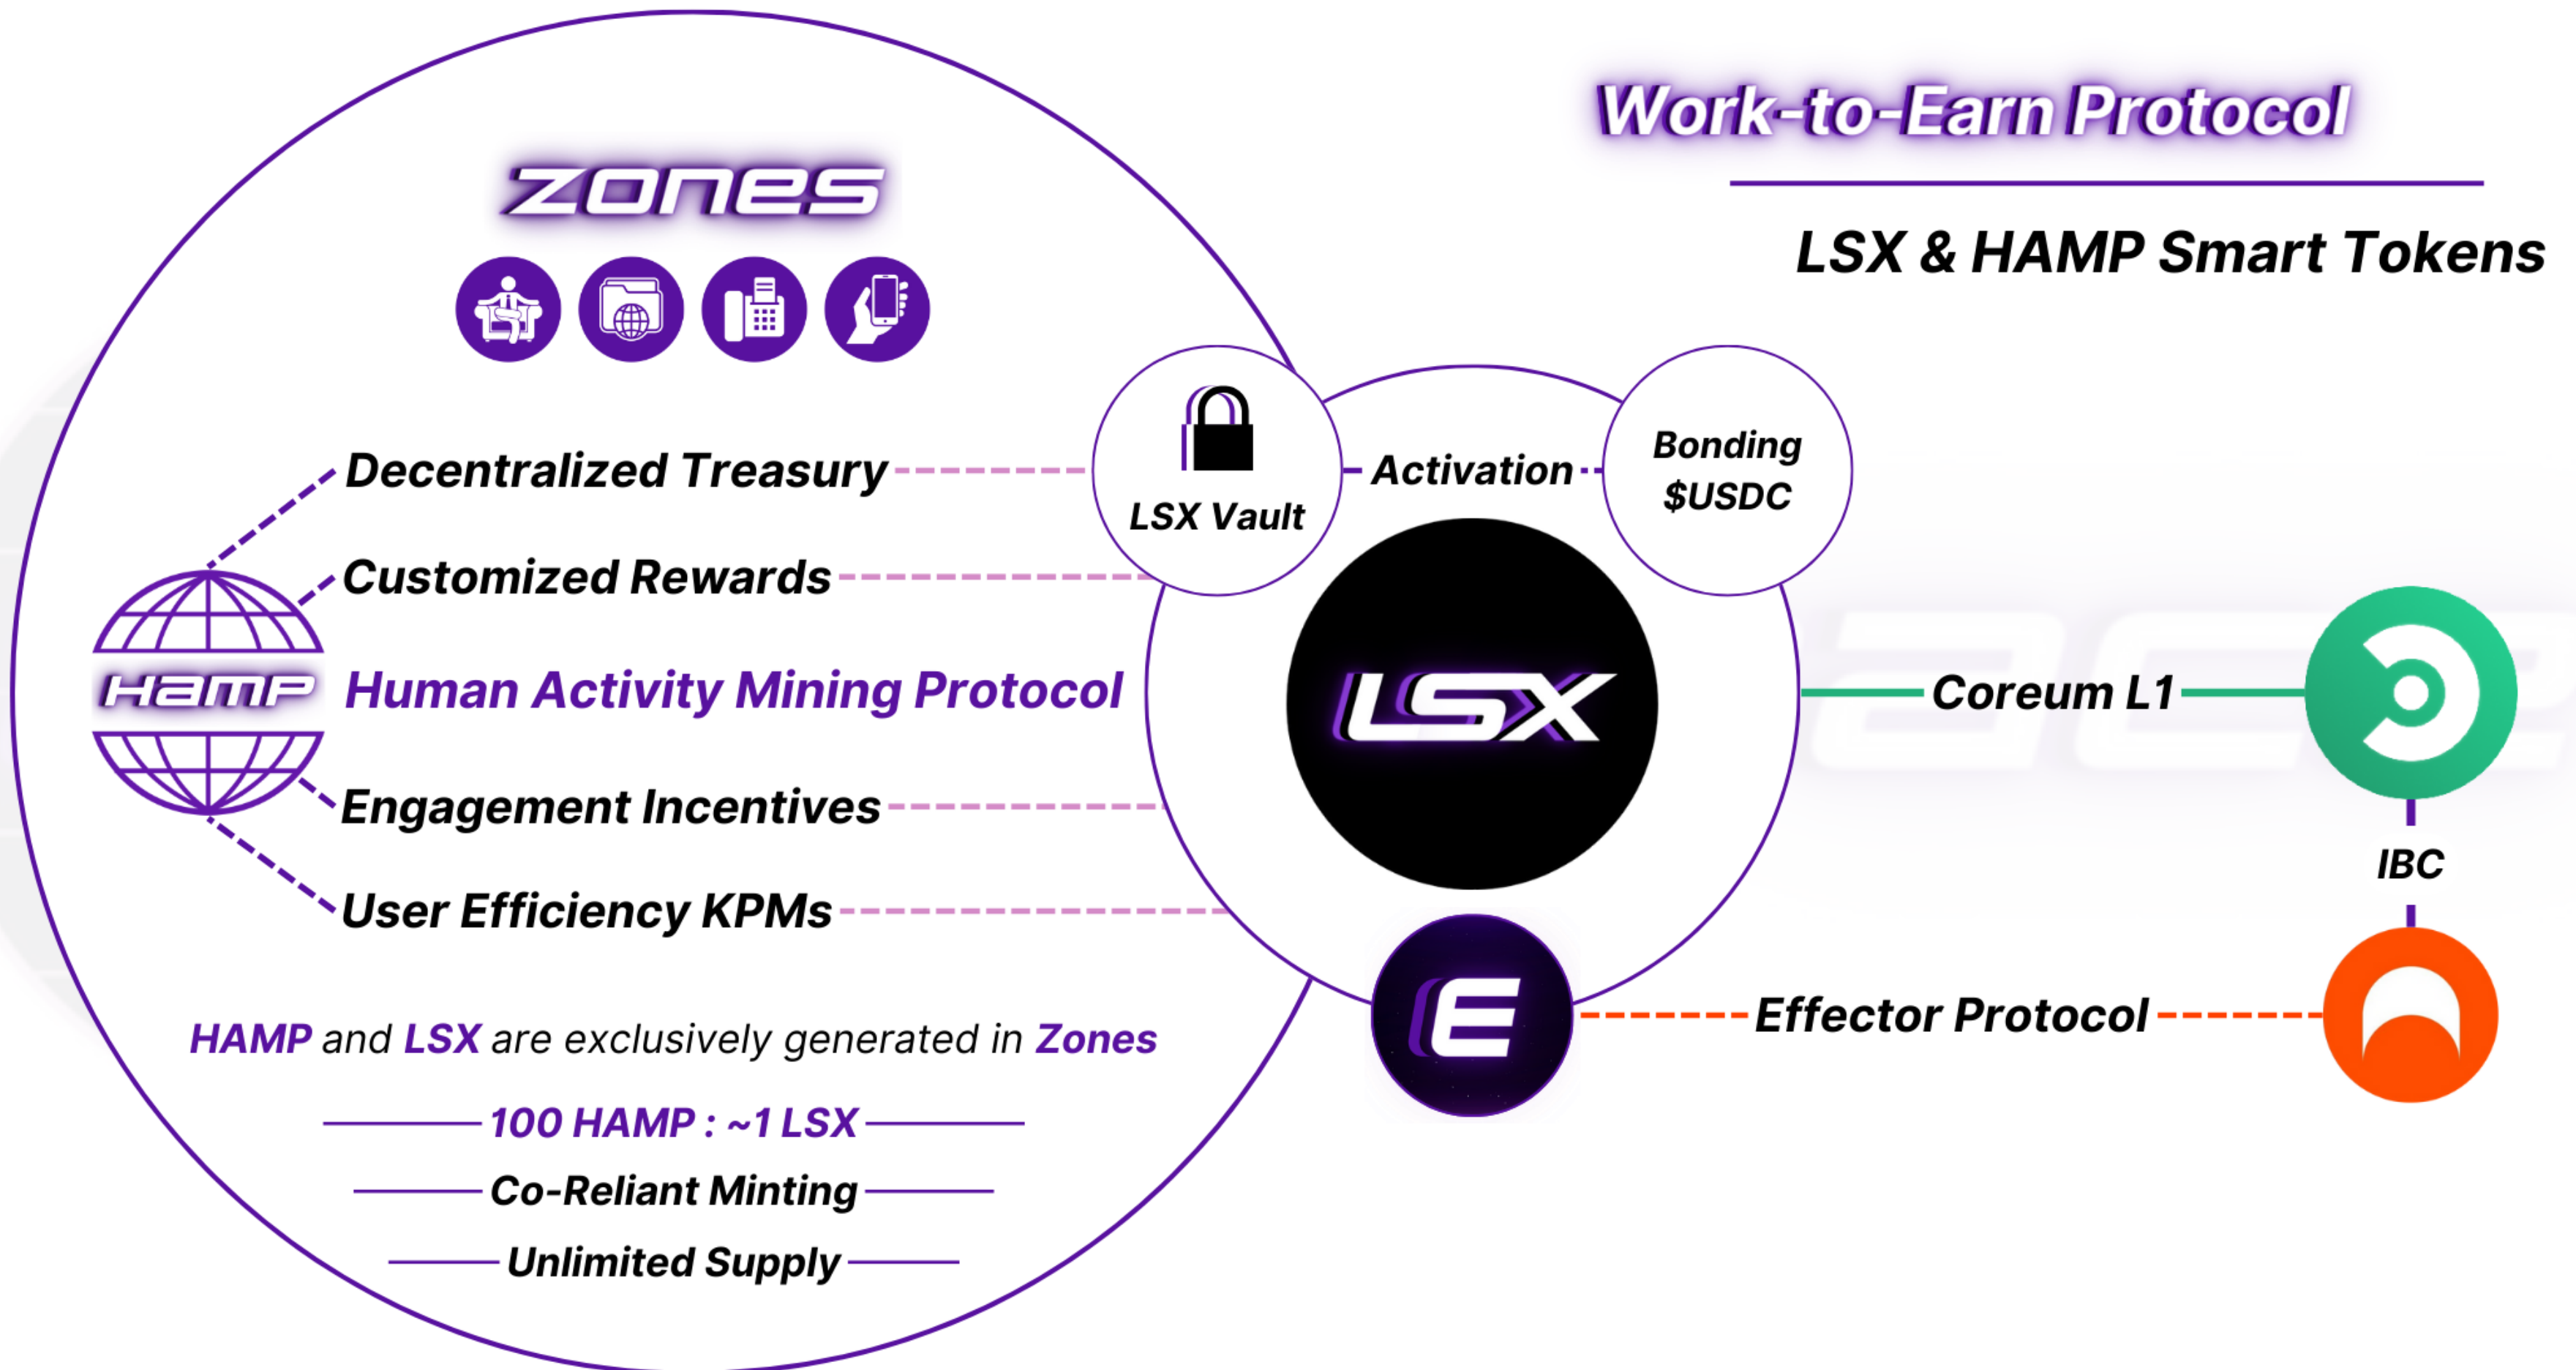 Work-to-Earn Protocol
LSX & HAMP Smart Tokens
ZONES
Decentralized Treasury
LSX Vault
Activation
Bonding
$USDC
Customized Rewards
HAMP
Human Activity Mining Protocol
LSX
Coreum L1
Engagement Incentives
IBC
User Efficiency KPMs
E
Effector Protocol
HAMP and LSX are exclusively generated in Zones
100 HAMP : ~1 LSX
Co-Reliant Minting
Unlimited Supply